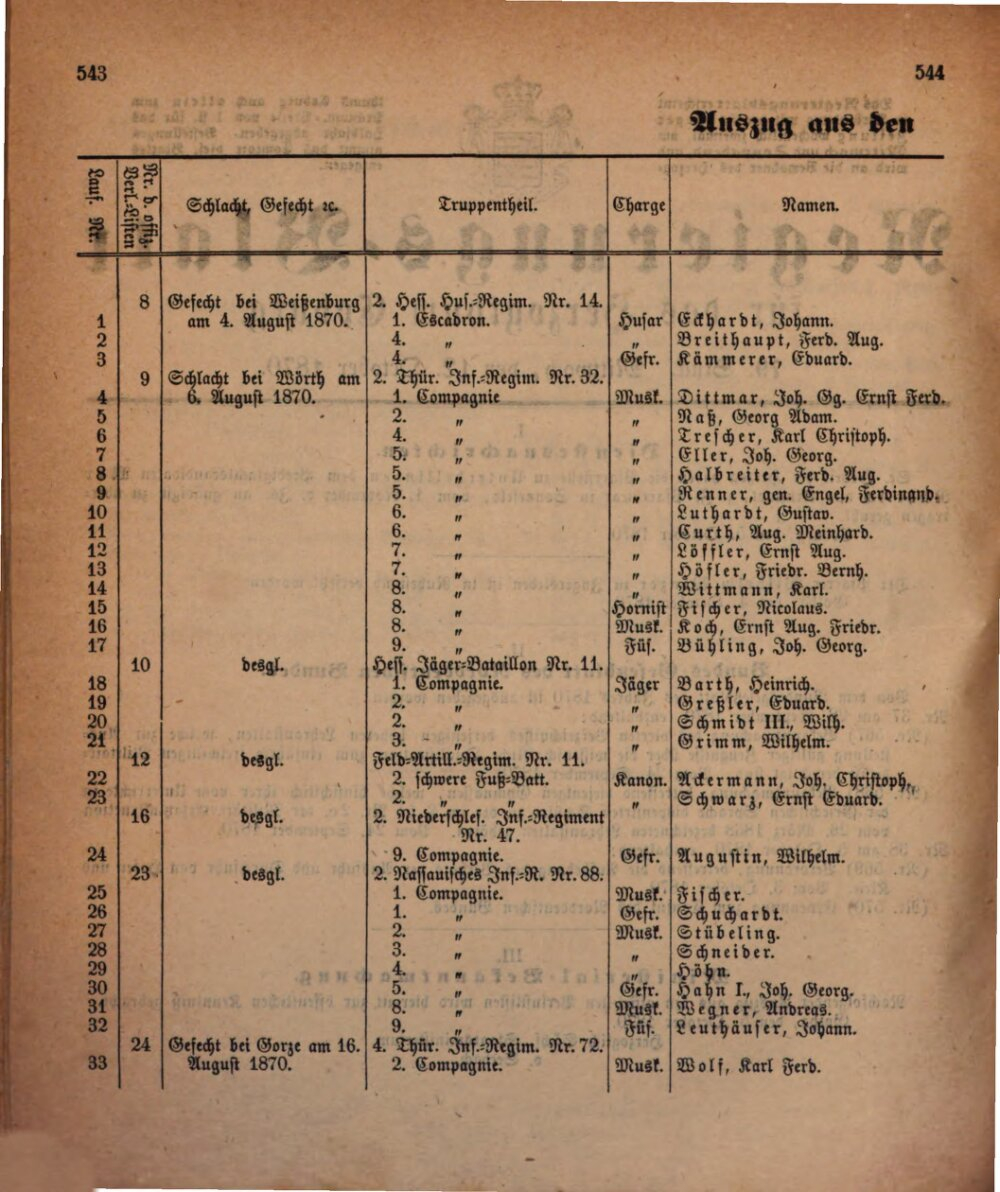 543 544
Auszug aus den
Lauf. Nr. Nr. d. offiz. Verl.-Listen Schlacht, Gefecht ꝛc. Truppentheil. Charge Namen.
8 Gefecht bei Weißenburg 2. Hess. Hus.-Regim. Nr. 14.
1 am 4. August 1870. 1. Escadron. Husar Eckhardt, Johann.
2 4. „ „ Breithaupt, Ferd. Aug.
3 4. „ Gefr. Kämmerer, Eduard.
9 Schlacht bei Wörth am 2. Thür. Inf.-Regim. Nr. 32.
4 6. August 1870. 1. Compagnie Musk. Dittmar, Joh. Gg. Ernst Ferd.
5 2. „ „ Naß, Georg Adam.
6 4. „ „ Trescher, Karl Christoph.
7 5. „ „ Eller, Joh. Georg.
8 5. „ „ Halbreiter, Ferd. Aug.
9 5. „ „ Renner, gen. Engel, Ferdinand.
10 6. „ „ Luthardt, Gustav.
11 6. „ „ Curth, Aug. Meinhard.
12 7. „ „ Löffler, Ernst Aug.
13 7. „ „ Höfler, Friedr. Bernh.
14 8. „ „ Wittmann, Karl.
15 8. „ Hornist Fischer, Nicolaus.
16 8. „ Musk. Koch, Ernst Aug. Friedr.
17 9. „ Füs. Bühling, Joh. Georg.
10 desgl. Hess. Jäger-Bataillon Nr. 11.
18 1. Compagnie. Jäger Barth, Heinrich.
19 2. „ „ Greßler, Eduard.
20 2. „ „ Schmidt III., Wilh.
21 3. „ „ Grimm, Wilhelm.
12 desgl. Feld-Artill.-Regim. Nr. 11.
22 2. schwere Fuß-Batt. Kanon. Ackermann, Joh. Christoph.
23 2. „ „ „ Schwarz, Ernst Eduard.
16 desgl. 2. Niederschles. Inf.-Regiment
Nr. 47.
24 9. Compagnie. Gefr. Augustin, Wilhelm.
23 desgl. 2. Nassauisches Inf.-R. Nr. 88.
25 1. Compagnie. Musk. Fischer.
26 1. „ Gefr. Schuchardt.
27 2. „ Musk. Stübeling.
28 3. „ „ Schneider.
29 4. „ „ Höhn.
30 5. „ Gefr. Hahn I., Joh. Georg.
31 8. „ Musk. Wegner, Andreas.
32 9. „ Füs. Leuthäuser, Johann.
24 Gefecht bei Gorze am 16. 4. Thür. Inf.-Regim. Nr. 72.
33 August 1870. 2. Compagnie. Musk. Wolf, Karl Ferd.